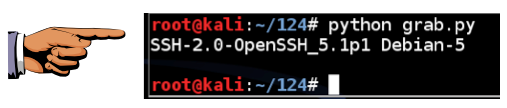 root@kali:~/124# python grab.py
SSH-2.0-OpenSSH_5.1p1 Debian-5
root@kali:~/124#